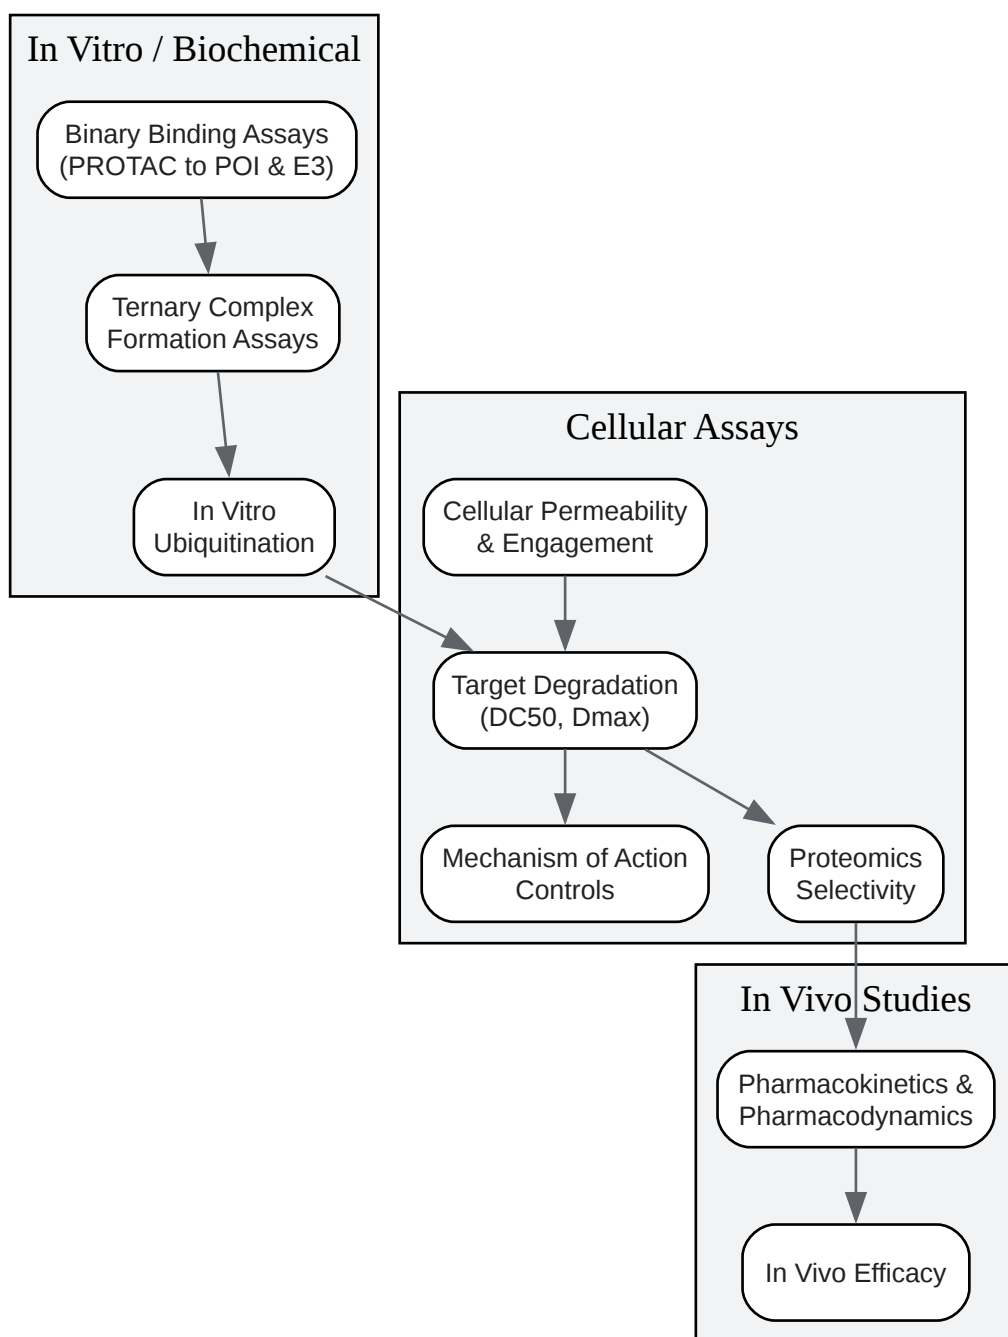 In Vitro / Biochemical
Binary Binding Assays
(PROTAC to POI & E3)
Ternary Complex
Formation Assays
In Vitro
Ubiquitination
Cellular Assays
Cellular Permeability
& Engagement
Target Degradation
(DC50, Dmax)
Mechanism of Action
Controls
Proteomics
Selectivity
In Vivo Studies
Pharmacokinetics &
Pharmacodynamics
In Vivo Efficacy